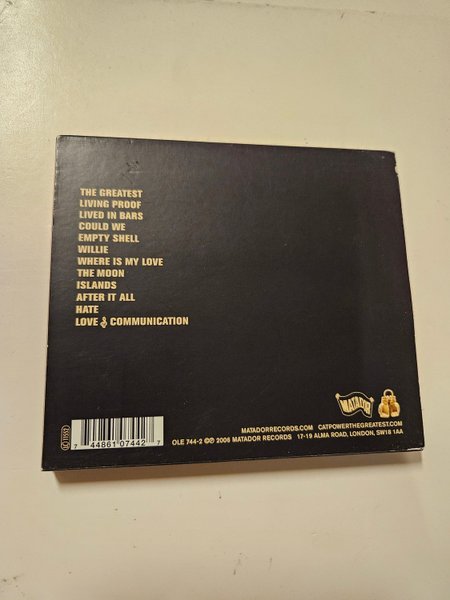 THE GREATEST
LIVING PROOF
LIVED IN BARS
COULD WE
EMPTY SHELL
WILLIE
WHERE IS MY LOVE
THE MOON
ISLANDS
AFTER IT ALL
HATE
LOVE & COMMUNICATION
MATADOR
MATADORRECORDS.COM CATPOWERTHEGREATEST.COM
OLE 744-2 ©℗ 2006 MATADOR RECORDS 17-19 ALMA ROAD, LONDON, SW18 1AA
7 44861 07442 7